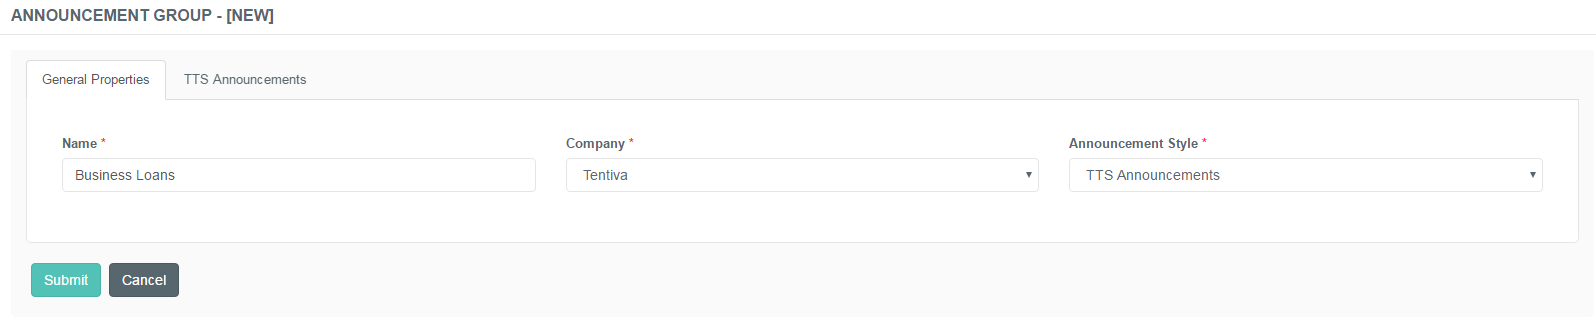 ANNOUNCEMENT GROUP - [NEW]
General Properties TTS Announcements
Name * Company * Announcement Style *
Business Loans Tentiva TTS Announcements
Submit Cancel